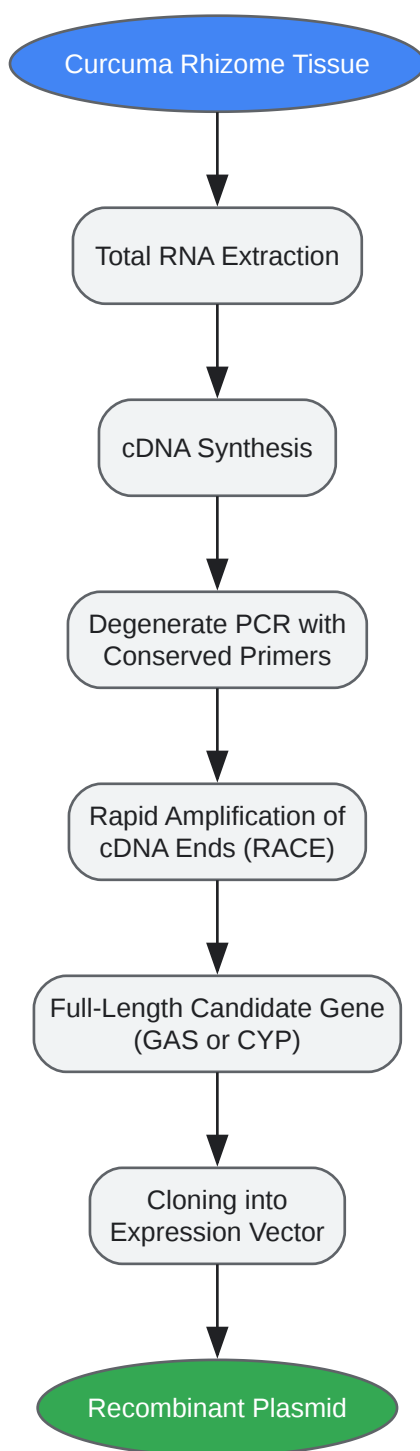 Curcuma Rhizome Tissue
Total RNA Extraction
cDNA Synthesis
Degenerate PCR with
Conserved Primers
Rapid Amplification of
cDNA Ends (RACE)
Full-Length Candidate Gene
(GAS or CYP)
Cloning into
Expression Vector
Recombinant Plasmid